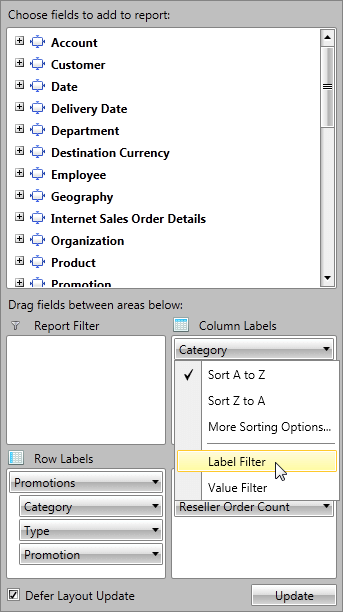 Choose fields to add to report:
Account
Customer
Date
Delivery Date
Department
Destination Currency
Employee
Geography
Internet Sales Order Details
Organization
Product
Promotion
Drag fields between areas below:
Report Filter
Column Labels
Category
Sort A to Z
Sort Z to A
More Sorting Options...
Label Filter
Value Filter
Row Labels
Promotions
Category
Type
Promotion
Reseller Order Count
Defer Layout Update
Update